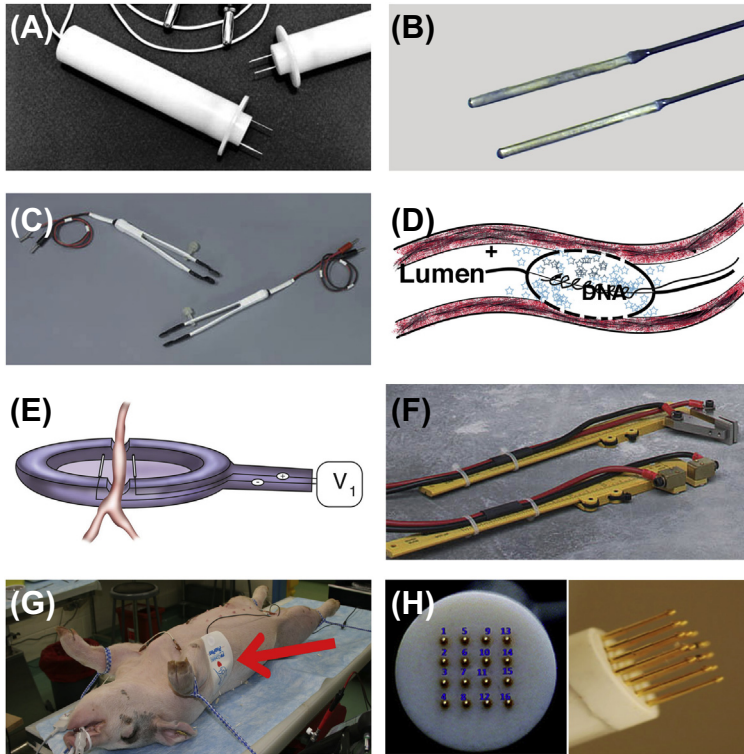 (A)
(B)
(C)
(D)
+
Lumen
DNA
(E)
+
-
V1
(F)
(G)
(H)
1 5 9 13
2 6 10 14
3 7 11 15
4 8 12 16